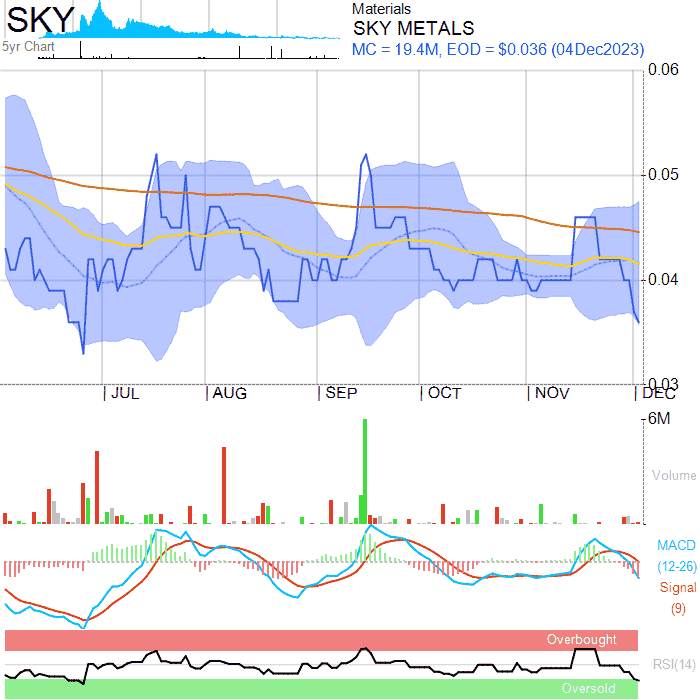 SKY
5yr Chart
Materials
SKY METALS
MC = 19.4M, EOD = $0.036 (04Dec2023)
0.06
0.05
0.04
0.03
JUL
AUG
SEP
OCT
NOV
DEC
6M
Volume
MACD
(12-26)
Signal
(9)
Overbought
RSI(14)
Oversold